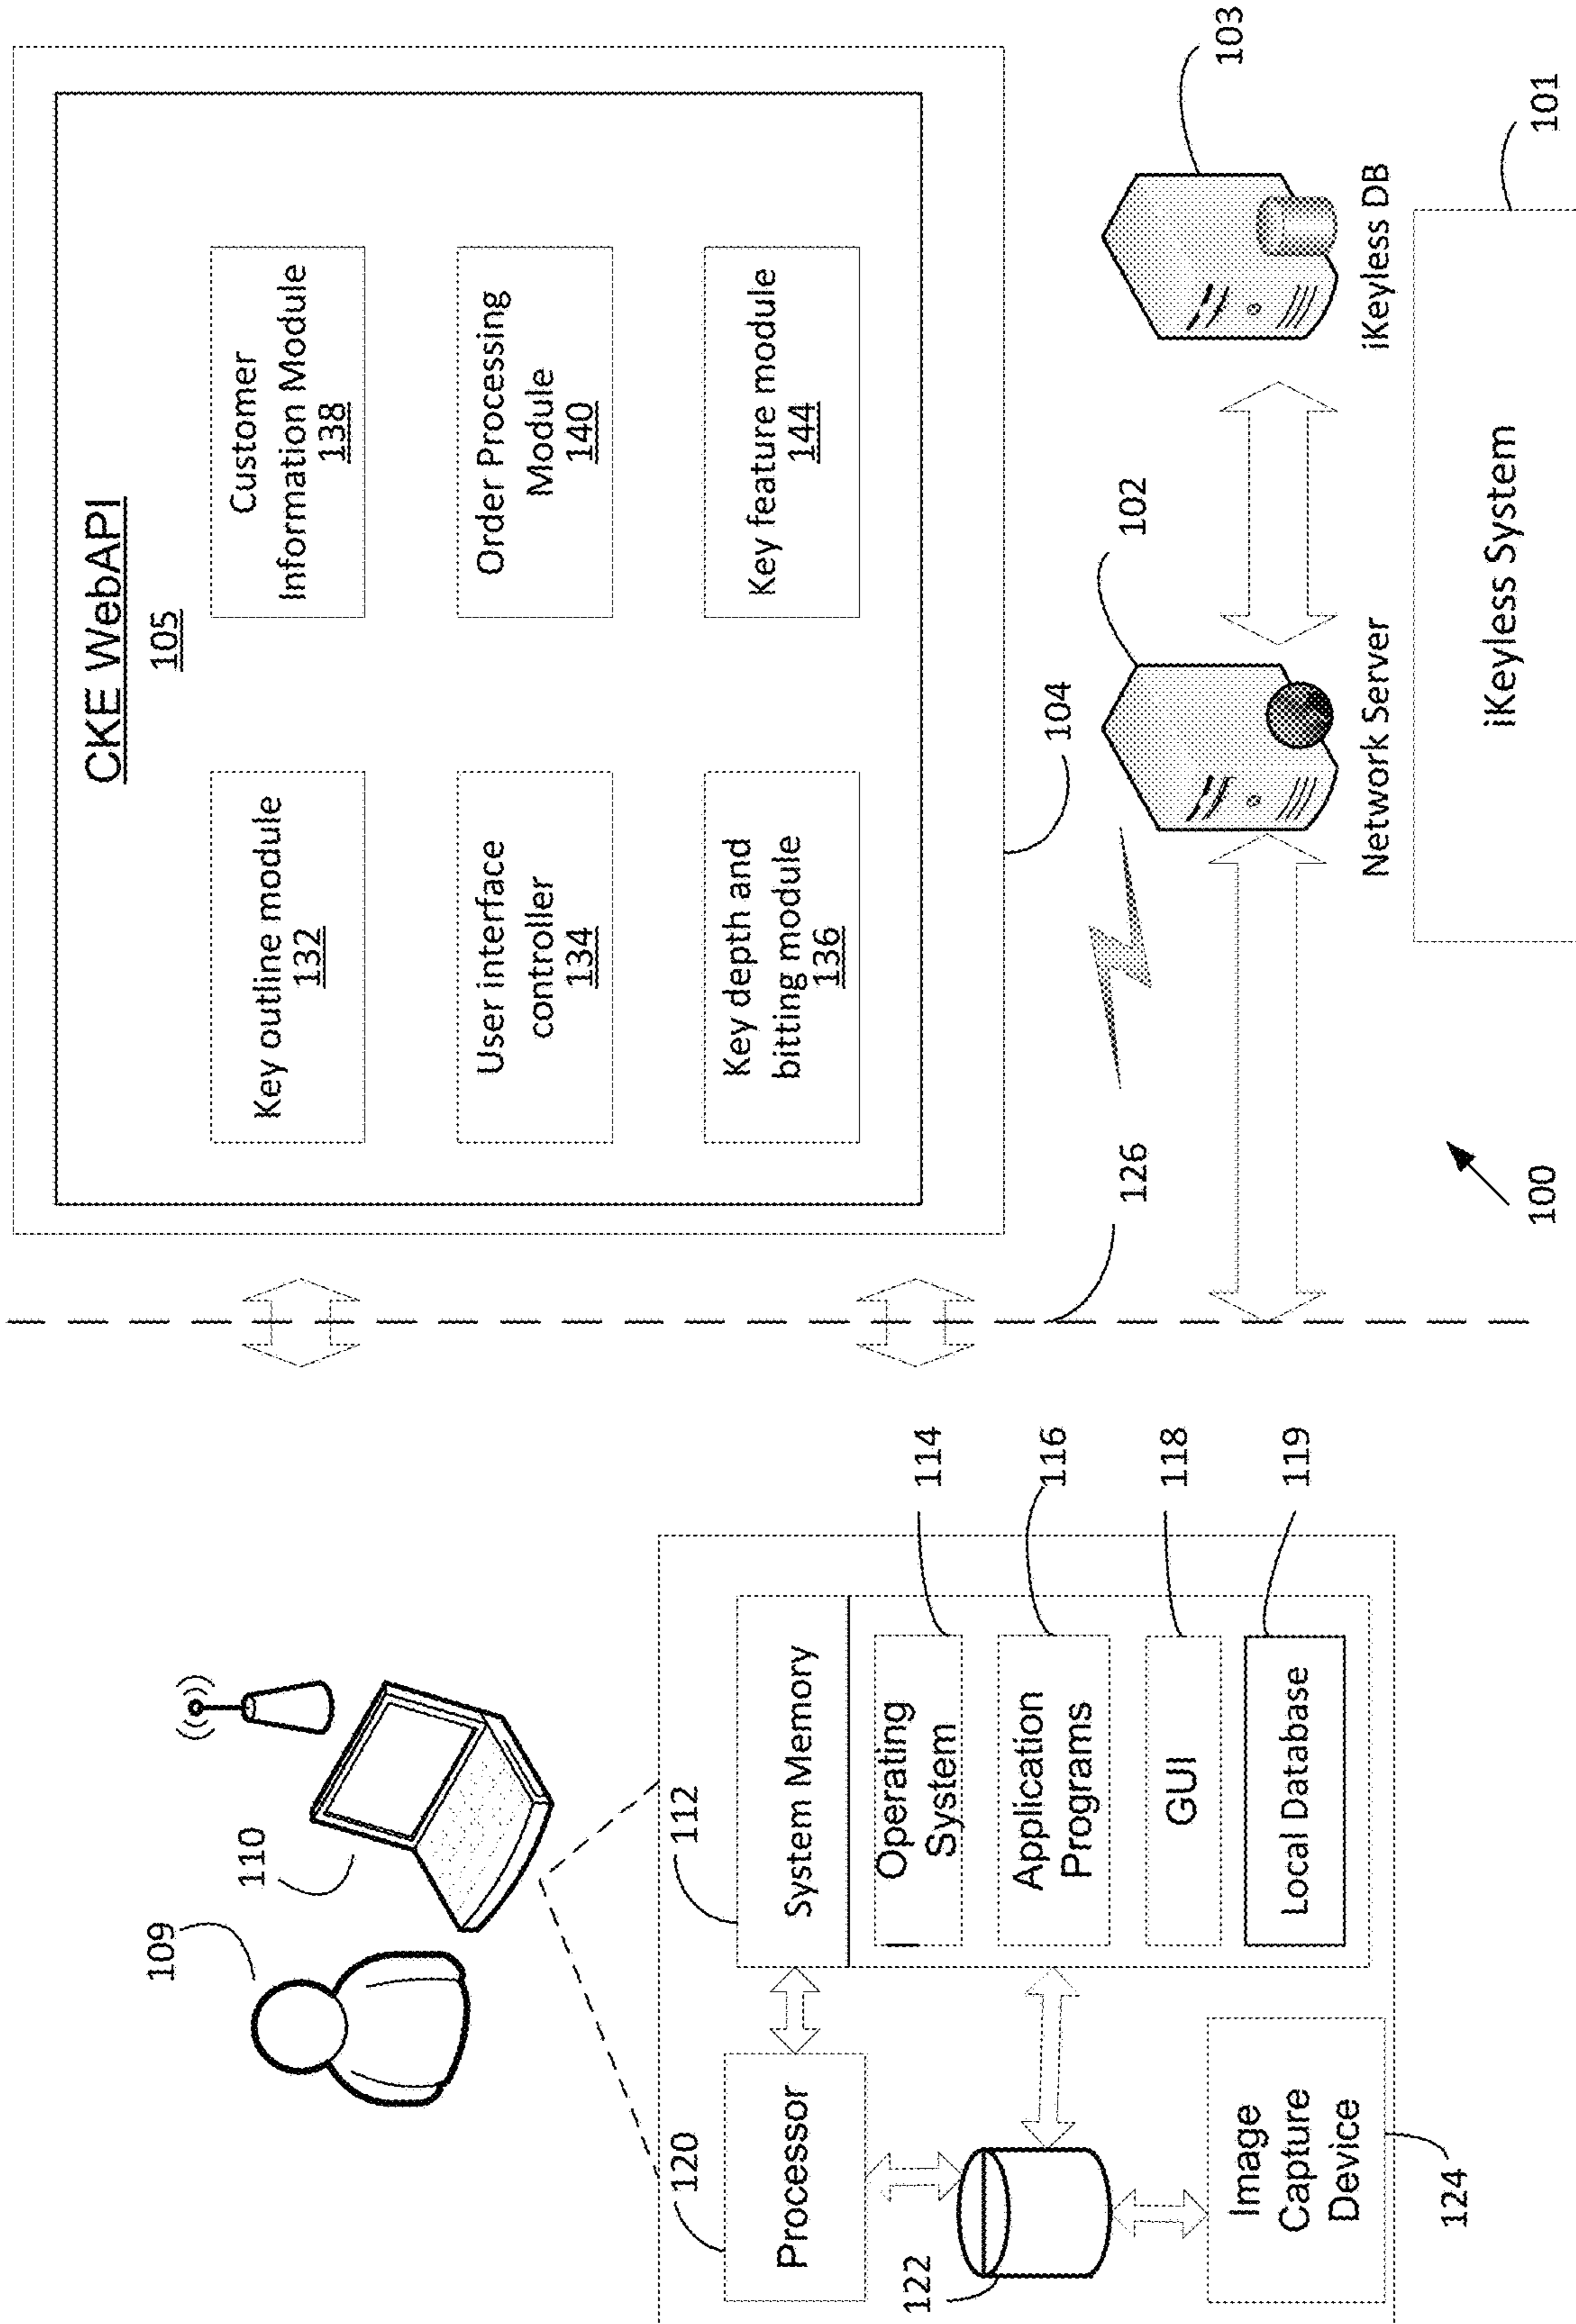 109
110
120
Processor
112
System Memory
Operating
System
114
Application
Programs
116
GUI
118
Local Database
119
122
Image
Capture
Device
124
CKE WebAPI
105
Key outline module
132
Customer
Information Module
138
User interface
controller
134
Order Processing
Module
140
Key depth and
bitting module
136
Key feature module
144
104
126
102
Network Server
103
iKeyless DB
iKeyless System
101
100